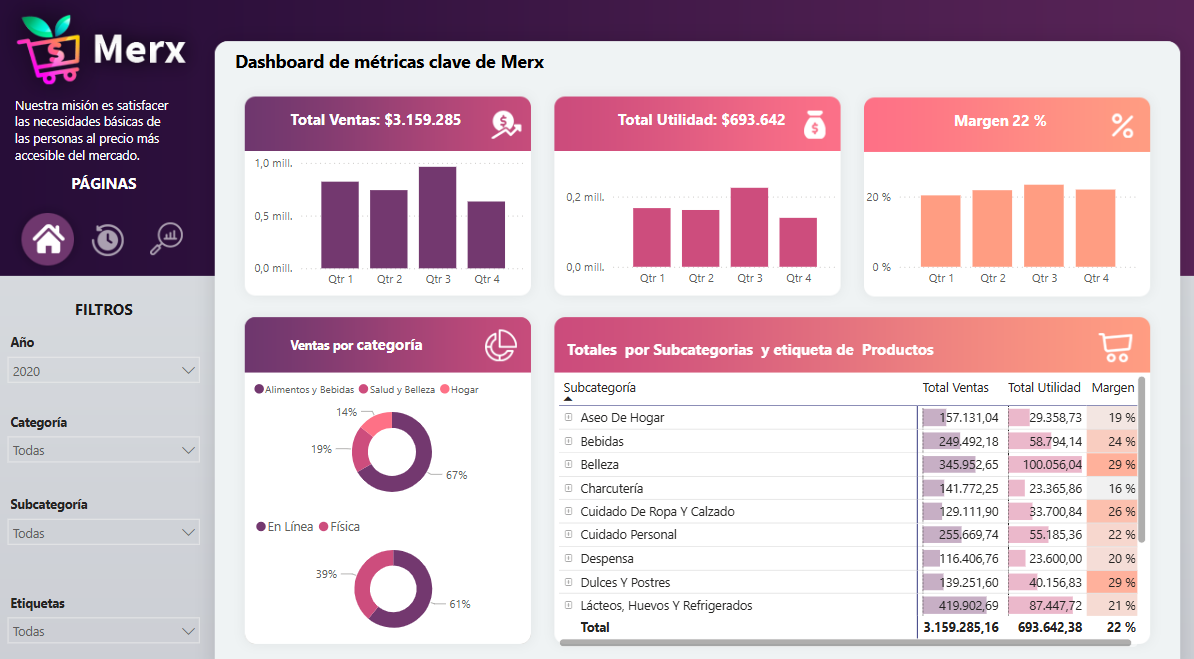 Merx
Nuestra misión es satisfacer
las necesidades básicas de
las personas al precio más
accesible del mercado.
PÁGINAS
FILTROS
Año
2020
Categoría
Todas
Subcategoría
Todas
Etiquetas
Todas
Dashboard de métricas clave de Merx
Total Ventas: $3.159.285
1,0 mill.
0,5 mill.
0,0 mill.
Qtr 1 Qtr 2 Qtr 3 Qtr 4
Total Utilidad: $693.642
0,2 mill.
0,0 mill.
Qtr 1 Qtr 2 Qtr 3 Qtr 4
Margen 22 %
20 %
0 %
Qtr 1 Qtr 2 Qtr 3 Qtr 4
Ventas por categoría
Alimentos y Bebidas Salud y Belleza Hogar
14%
19%
67%
En Línea Física
39%
61%
Totales por Subcategorias y etiqueta de Productos
Subcategoría Total Ventas Total Utilidad Margen
Aseo De Hogar 157.131,04 29.358,73 19 %
Bebidas 249.492,18 58.794,14 24 %
Belleza 345.952,65 100.056,04 29 %
Charcutería 141.772,25 23.365,86 16 %
Cuidado De Ropa Y Calzado 129.111,90 33.700,84 26 %
Cuidado Personal 255.669,74 55.185,36 22 %
Despensa 116.406,76 23.600,00 20 %
Dulces Y Postres 139.251,60 40.156,83 29 %
Lácteos, Huevos Y Refrigerados 419.902,69 87.447,72 21 %
Total 3.159.285,16 693.642,38 22 %